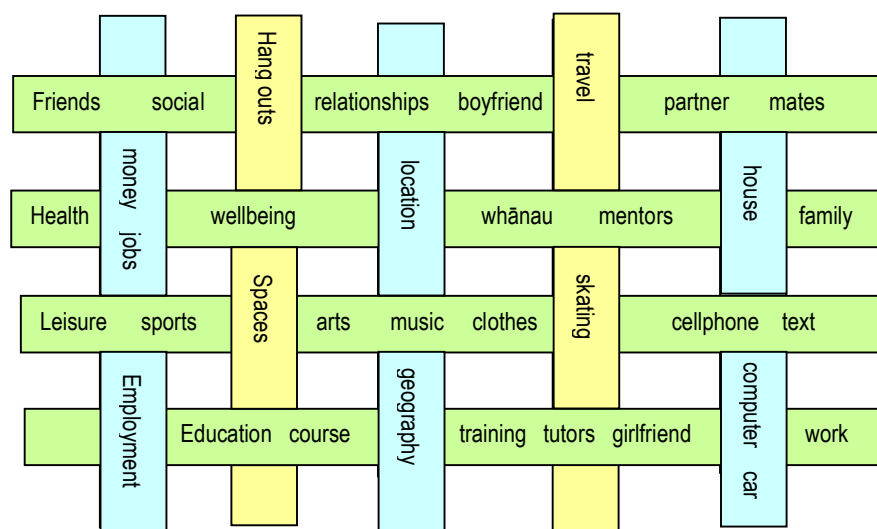 Friends social relationships boyfriend partner mates
Health wellbeing whānau mentors family
Leisure sports arts music clothes cellphone text
Education course training tutors girlfriend work
money jobs
Employment
Hang outs
Spaces
location
geography
travel
skating
house
computer car